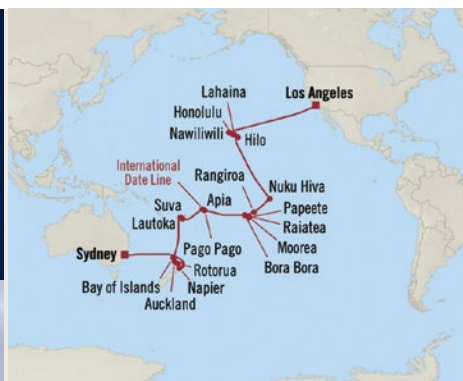 Lahaina
Los Angeles
Honolulu
Nawiliwili
Hilo
International
Date Line
Rangiroa
Nuku Hiva
Suva
Apia
Papeete
Lautoka
Raiatea
Pago Pago
Moorea
Sydney
Rotorua
Bora Bora
Bay of Islands
Napier
Auckland